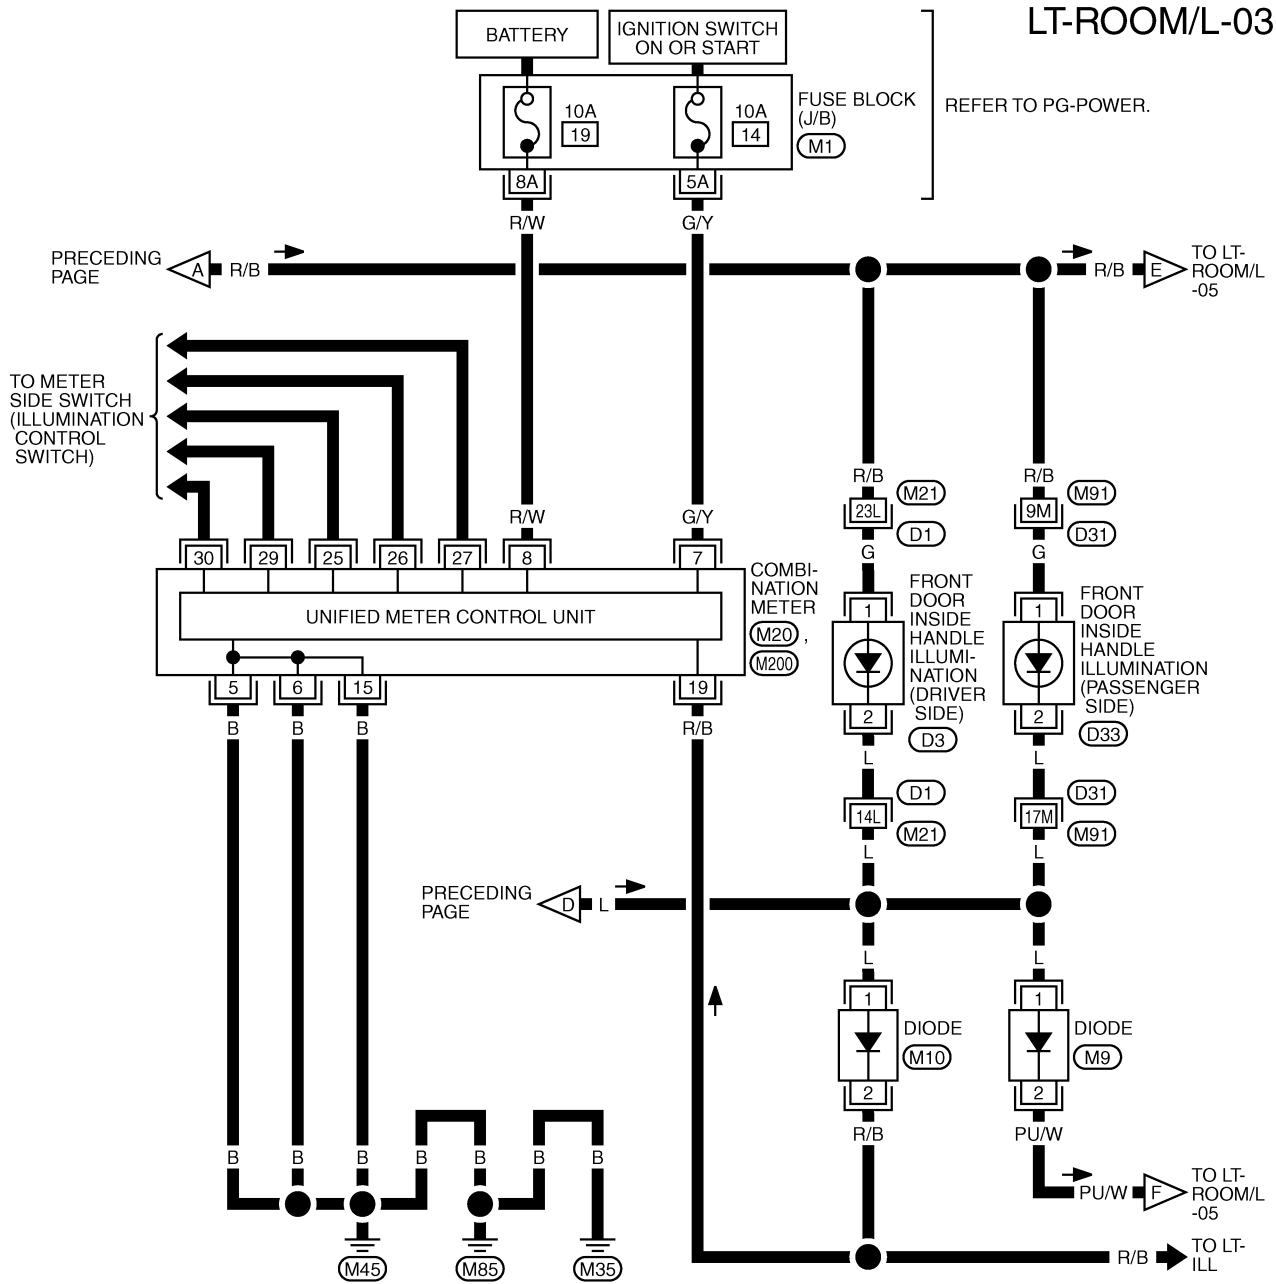 LT-ROOM/L-03
BATTERY
IGNITION SWITCH
ON OR START
10A
19
10A
14
FUSE BLOCK
(J/B)
M1
REFER TO PG-POWER.
8A
5A
R/W
G/Y
PRECEDING
PAGE
A
R/B
R/B
E
TO LT-
ROOM/L
-05
TO METER
SIDE SWITCH
(ILLUMINATION
CONTROL
SWITCH)
R/W
G/Y
R/B
M21
23L
D1
G
R/B
M91
9M
D31
G
30
29
25
26
27
8
7
UNIFIED METER CONTROL UNIT
COMBI-
NATION
METER
M20 ,
M200
5
6
15
19
B
B
B
R/B
1
FRONT
DOOR
INSIDE
HANDLE
ILLUMI-
NATION
(DRIVER
SIDE)
2
D3
1
FRONT
DOOR
INSIDE
HANDLE
ILLUMINATION
(PASSENGER
SIDE)
2
D33
L
D1
14L
M21
L
L
D31
17M
M91
L
PRECEDING
PAGE
D
L
L
L
1
DIODE
M10
2
1
DIODE
M9
2
R/B
PU/W
B
B
B
B
B
B
B
PU/W
F
TO LT-
ROOM/L
-05
M45
M85
M35
R/B
TO LT-
ILL